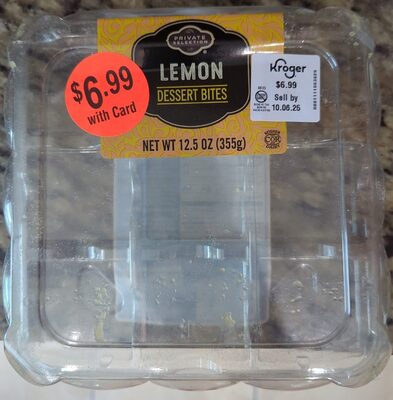 PRIVATE
SELECTION
LEMON
DESSERT BITES
NET WT 12.5 OZ (355g)
$6.99
with Card
Kroger
$6.99
Sell by
10.06.25